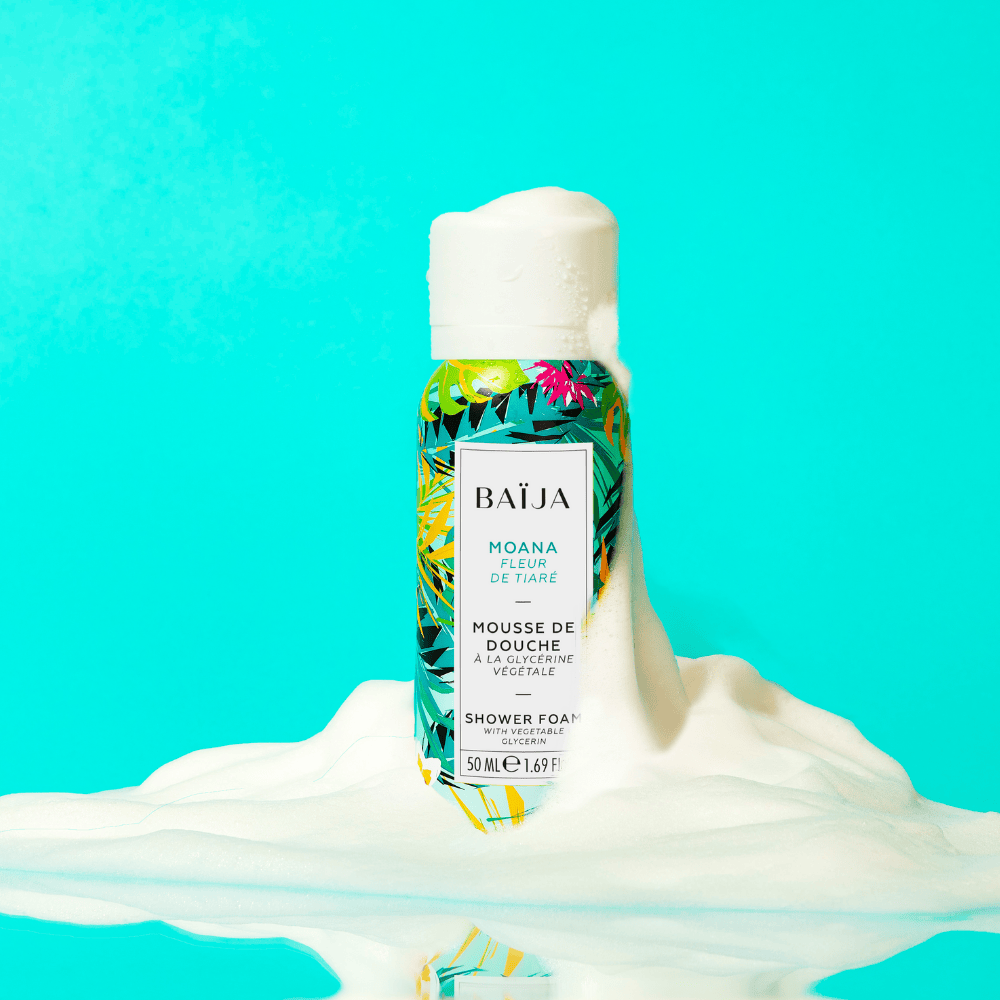 BAÏJA
MOANA
FLEUR
DE TIARÉ
MOUSSE DE
DOUCHE
À LA GLYCÉRINE
VÉGÉTALE
SHOWER FOAM
WITH VEGETABLE
GLYCERIN
50 ML ℮ 1.69